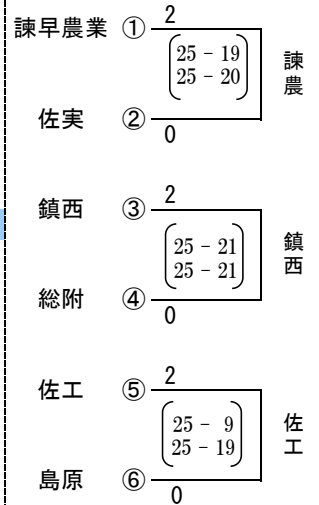 諫早農業 ① 2
25 - 19
25 - 20
諫農
佐実 ② 0
鎮西 ③ 2
25 - 21
25 - 21
鎮西
総附 ④ 0
佐工 ⑤ 2
25 - 9
25 - 19
佐工
島原 ⑥ 0